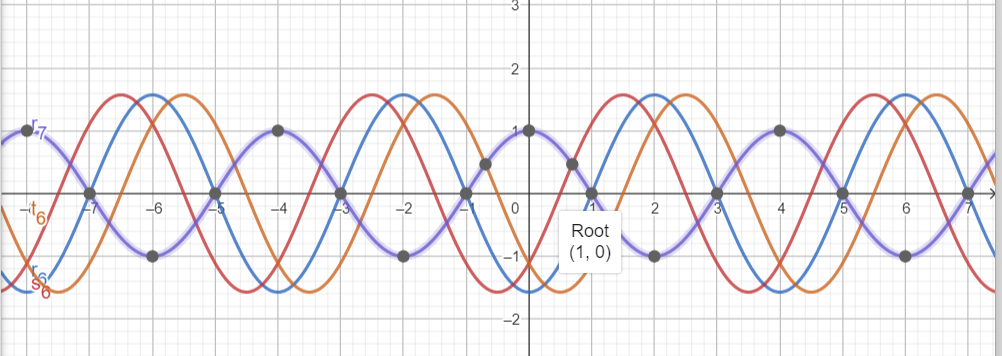 3
2
1
r7
–7 –6 –5 –4 –3 –2 –1 0 1 2 3 4 5 6 7
t6
Root
(1, 0)
–1
r6
s6
–2